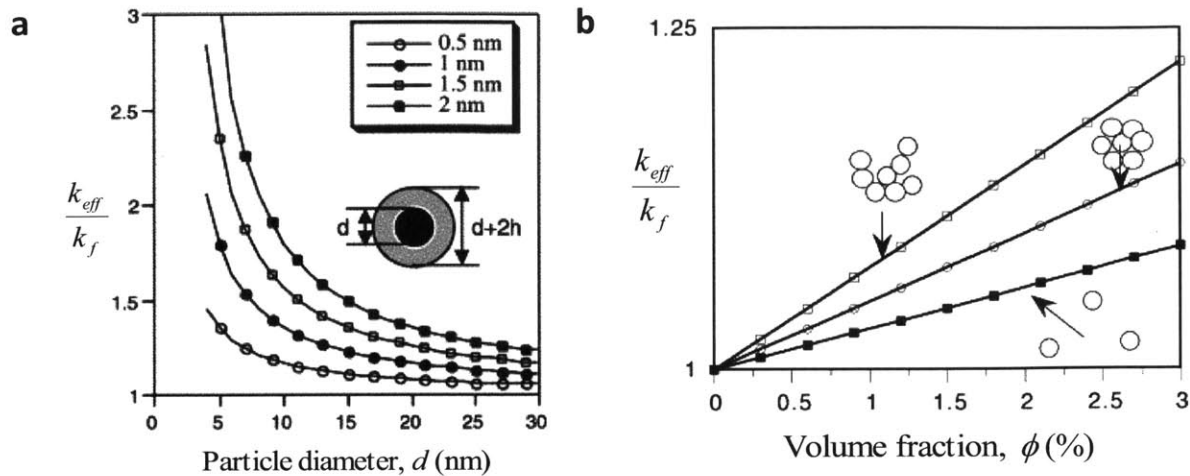 a
3
2.5
2
1.5
1
k_eff
k_f
0.5 nm
1 nm
1.5 nm
2 nm
d
d+2h
0 5 10 15 20 25 30
Particle diameter, d (nm)
b
1.25
1
k_eff
k_f
0 0.5 1 1.5 2 2.5 3
Volume fraction, ϕ (%)